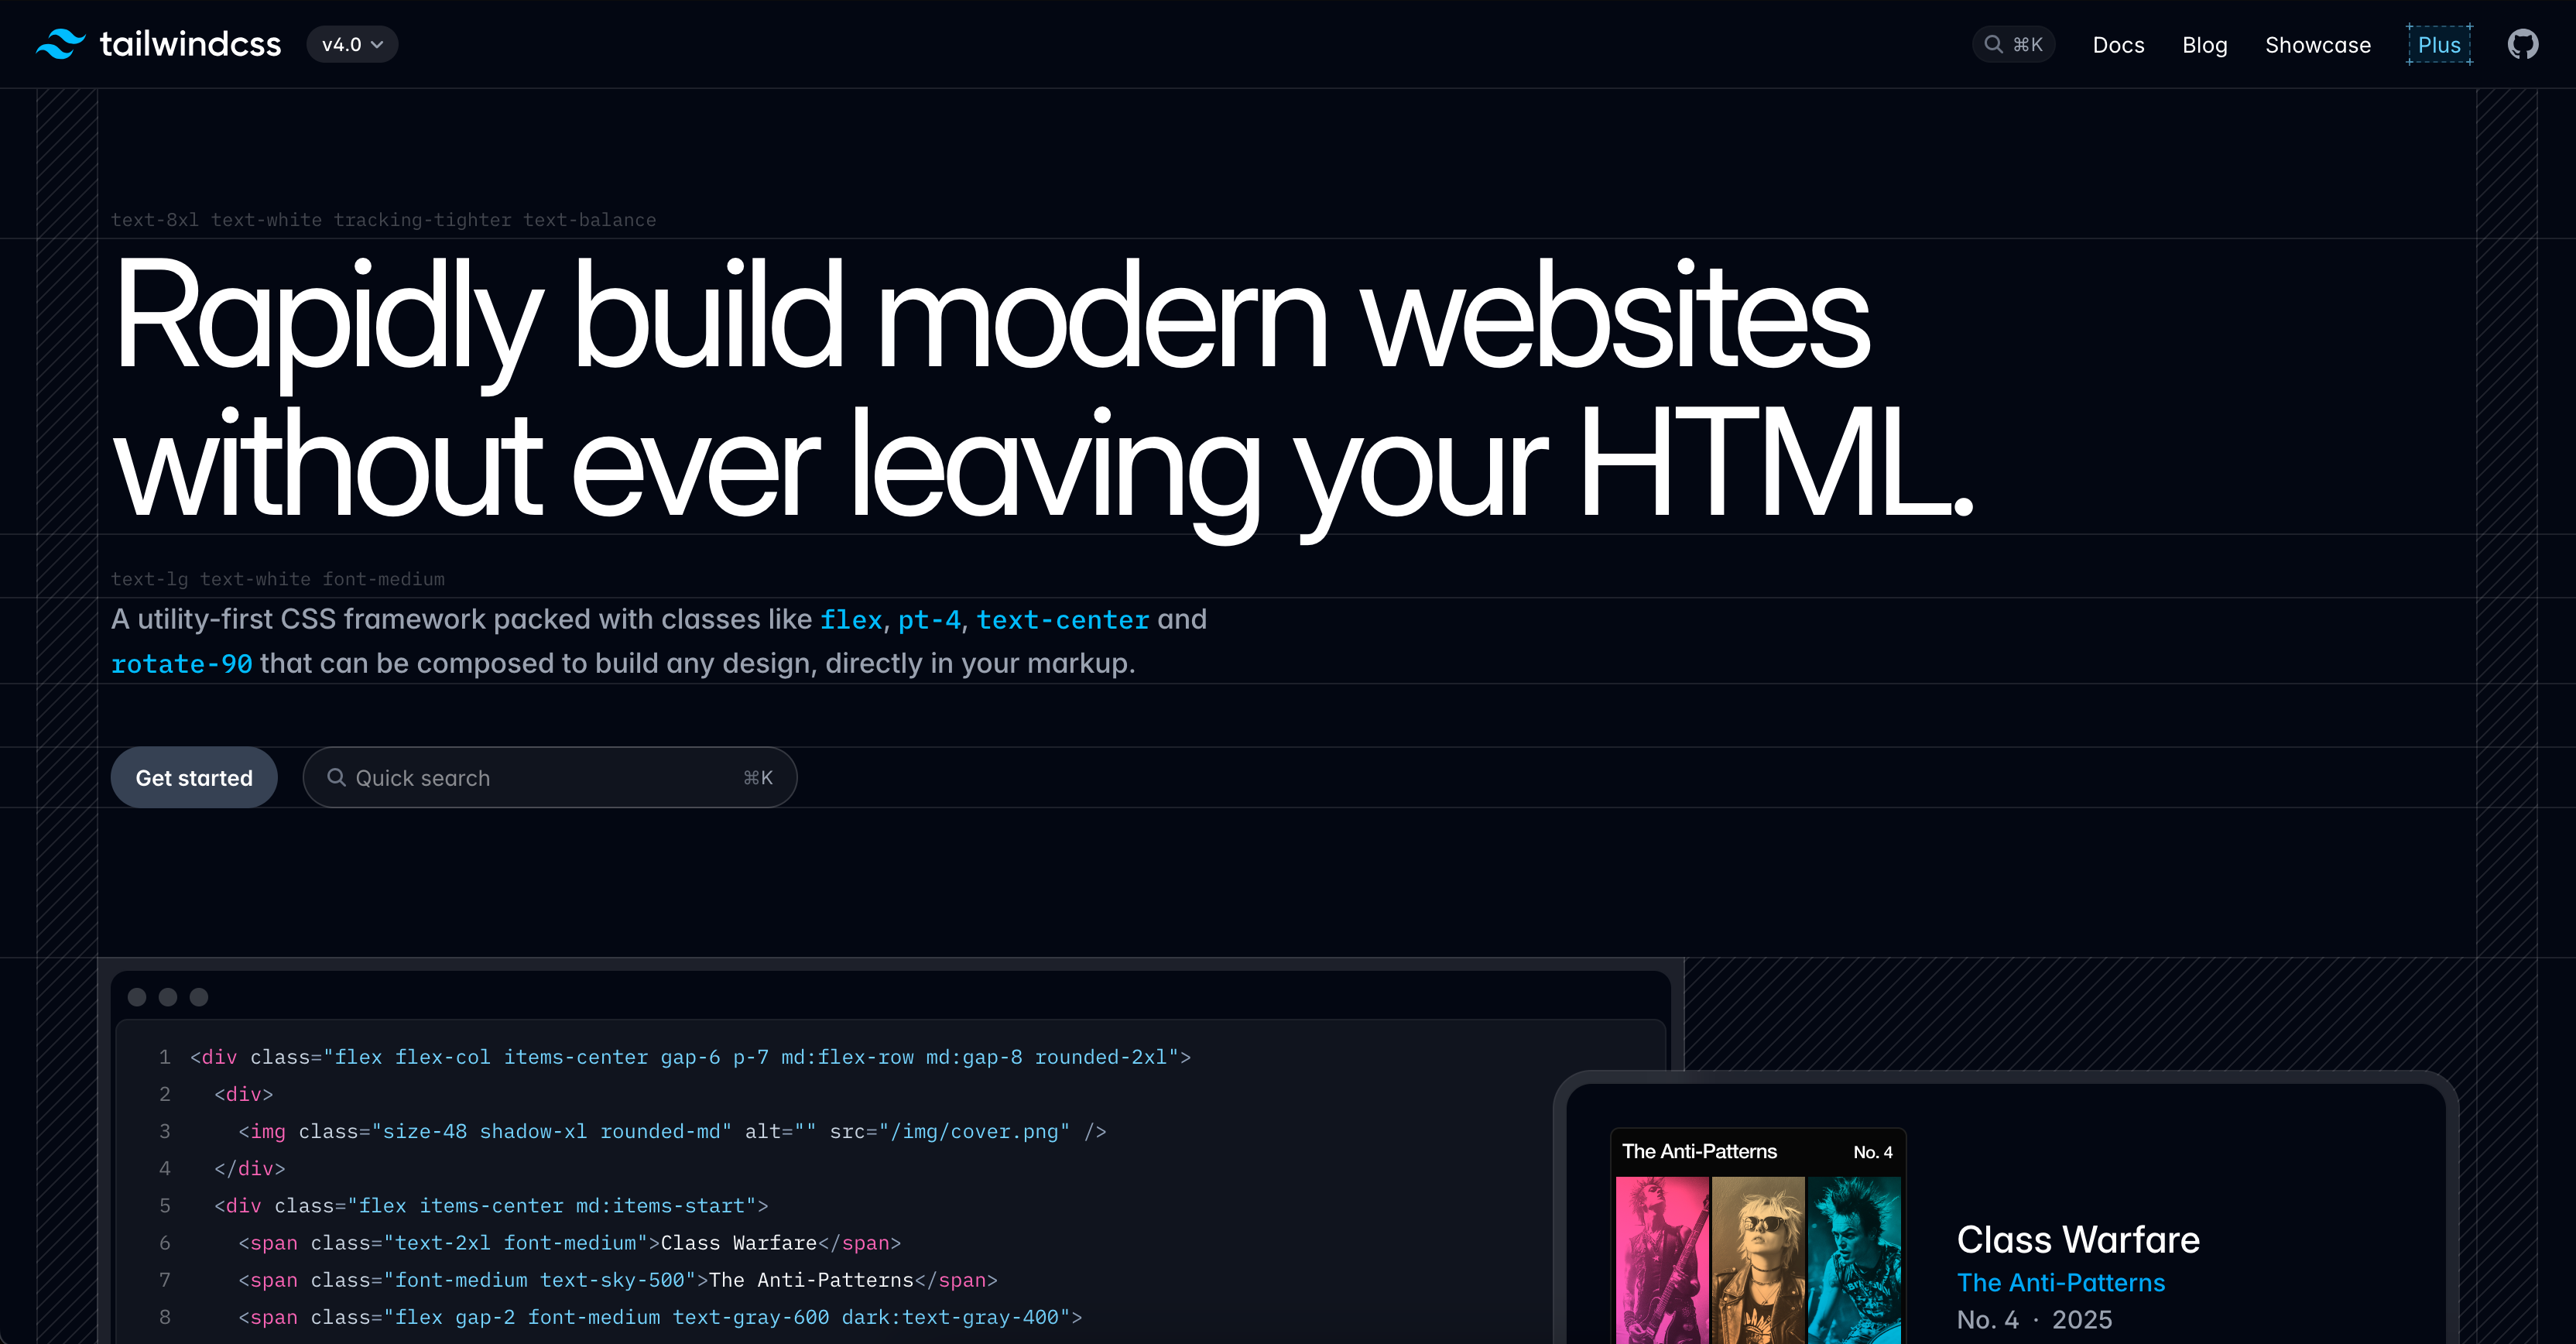 tailwindcss v4.0 ⌘K Docs Blog Showcase Plus
text-8xl text-white tracking-tighter text-balance
Rapidly build modern websites
without ever leaving your HTML.
text-lg text-white font-medium
A utility-first CSS framework packed with classes like flex, pt-4, text-center and
rotate-90 that can be composed to build any design, directly in your markup.
Get started Quick search ⌘K
1 <div class="flex flex-col items-center gap-6 p-7 md:flex-row md:gap-8 rounded-2xl">
2 <div>
3 <img class="size-48 shadow-xl rounded-md" alt="" src="/img/cover.png" />
4 </div>
5 <div class="flex items-center md:items-start">
6 <span class="text-2xl font-medium">Class Warfare</span>
7 <span class="font-medium text-sky-500">The Anti-Patterns</span>
8 <span class="flex gap-2 font-medium text-gray-600 dark:text-gray-400">
The Anti-Patterns No. 4
Class Warfare
The Anti-Patterns
No. 4 · 2025